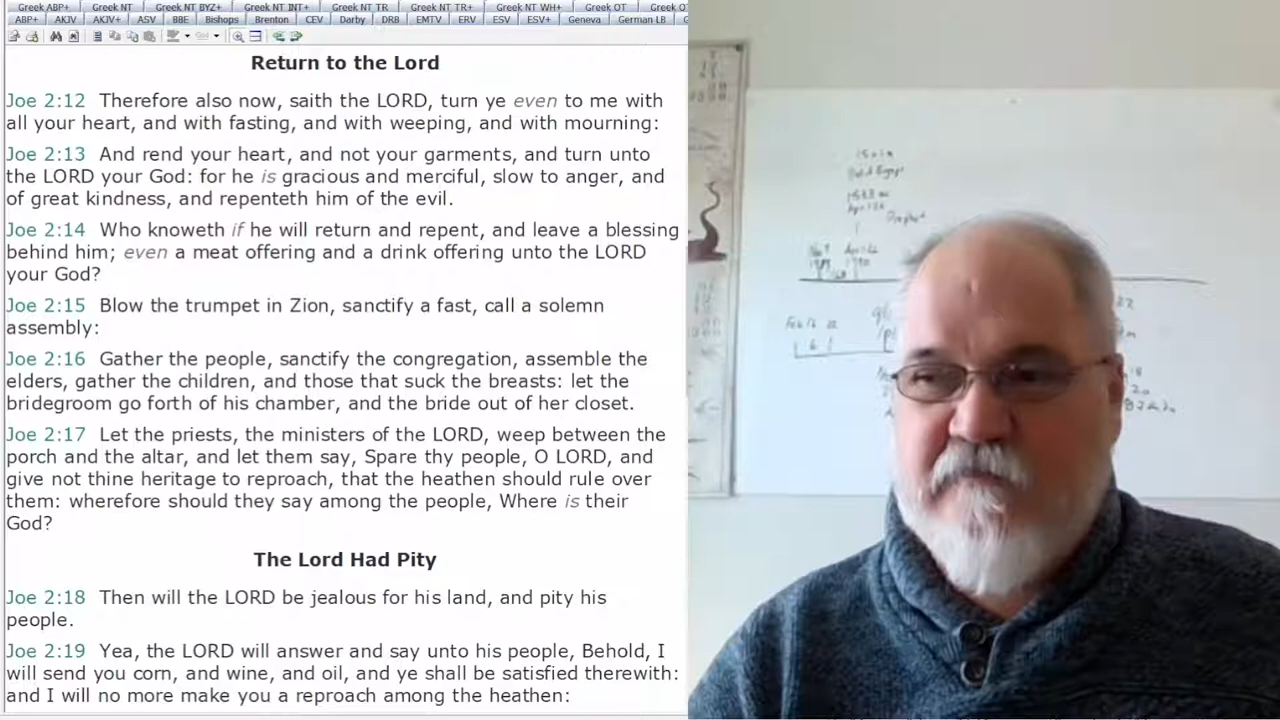 Greek ABP+ Greek NT Greek NT BYZ+ Greek NT INT+ Greek NT TR Greek NT TR+ Greek NT WH+ Greek OT Greek
ABP+ AKJV AKJV+ ASV BBE Bishops Brenton CEV Darby DRB EMTV ERV ESV ESV+ Geneva German LB
Return to the Lord
Joe 2:12 Therefore also now, saith the LORD, turn ye even to me with
all your heart, and with fasting, and with weeping, and with mourning:
Joe 2:13 And rend your heart, and not your garments, and turn unto
the LORD your God: for he is gracious and merciful, slow to anger, and
of great kindness, and repenteth him of the evil.
Joe 2:14 Who knoweth if he will return and repent, and leave a blessing
behind him; even a meat offering and a drink offering unto the LORD
your God?
Joe 2:15 Blow the trumpet in Zion, sanctify a fast, call a solemn
assembly:
Joe 2:16 Gather the people, sanctify the congregation, assemble the
elders, gather the children, and those that suck the breasts: let the
bridegroom go forth of his chamber, and the bride out of her closet.
Joe 2:17 Let the priests, the ministers of the LORD, weep between the
porch and the altar, and let them say, Spare thy people, O LORD, and
give not thine heritage to reproach, that the heathen should rule over
them: wherefore should they say among the people, Where is their
God?
The Lord Had Pity
Joe 2:18 Then will the LORD be jealous for his land, and pity his
people.
Joe 2:19 Yea, the LORD will answer and say unto his people, Behold, I
will send you corn, and wine, and oil, and ye shall be satisfied therewith:
and I will no more make you a reproach among the heathen:
1990
22